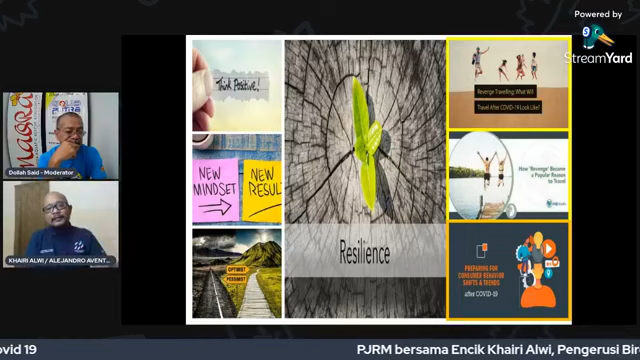 Powered by
StreamYard
Think Positive!
NEW
MINDSET
NEW
RESUL
OPTIMIST
PESSIMIST
Resilience
Revenge Travelling: What Will
Travel After COVID-19 Look Like?
How 'Revenge' Became
a Popular Reason
to Travel
PREPARING FOR
CONSUMER BEHAVIOR
SHIFTS & TRENDS
after COVID-19
Dollah Said - Moderator
KHAIRI ALWI / ALEJANDRO AVENT...
ovid 19
PJRM bersama Encik Khairi Alwi, Pengerusi Bir